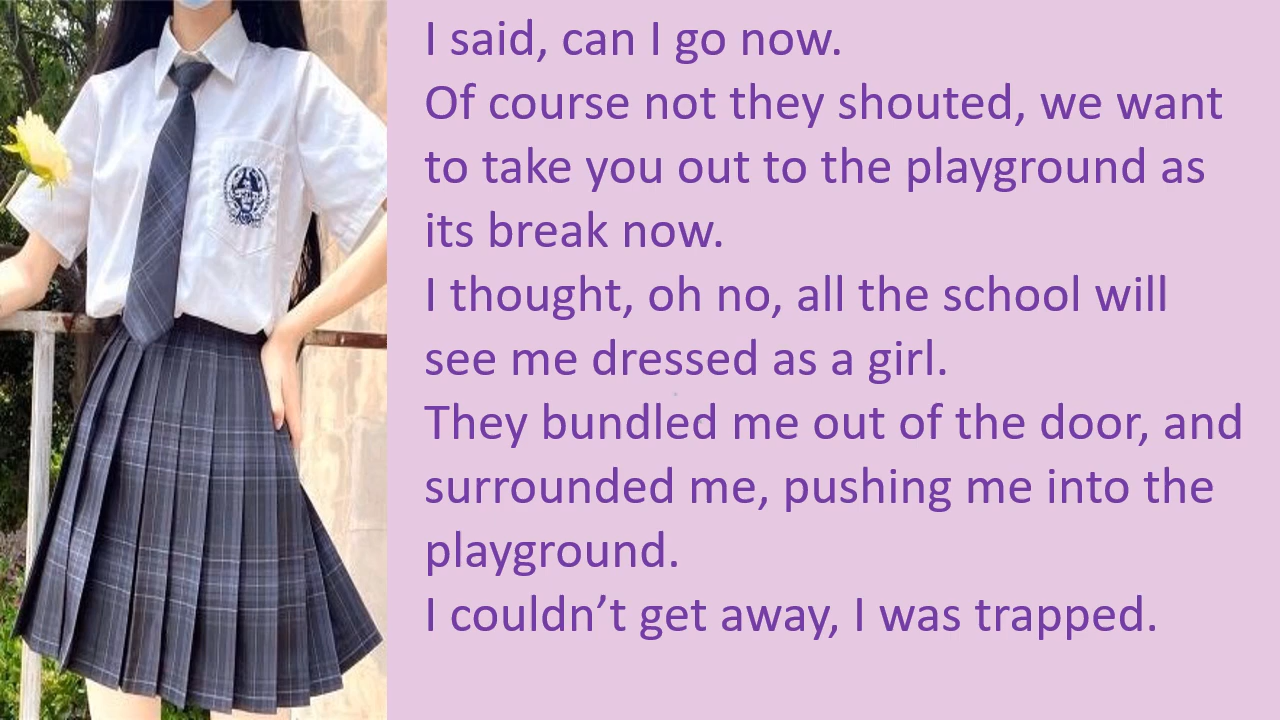 I said, can I go now.
Of course not they shouted, we want
to take you out to the playground as
its break now.
I thought, oh no, all the school will
see me dressed as a girl.
They bundled me out of the door, and
surrounded me, pushing me into the
playground.
I couldn’t get away, I was trapped.